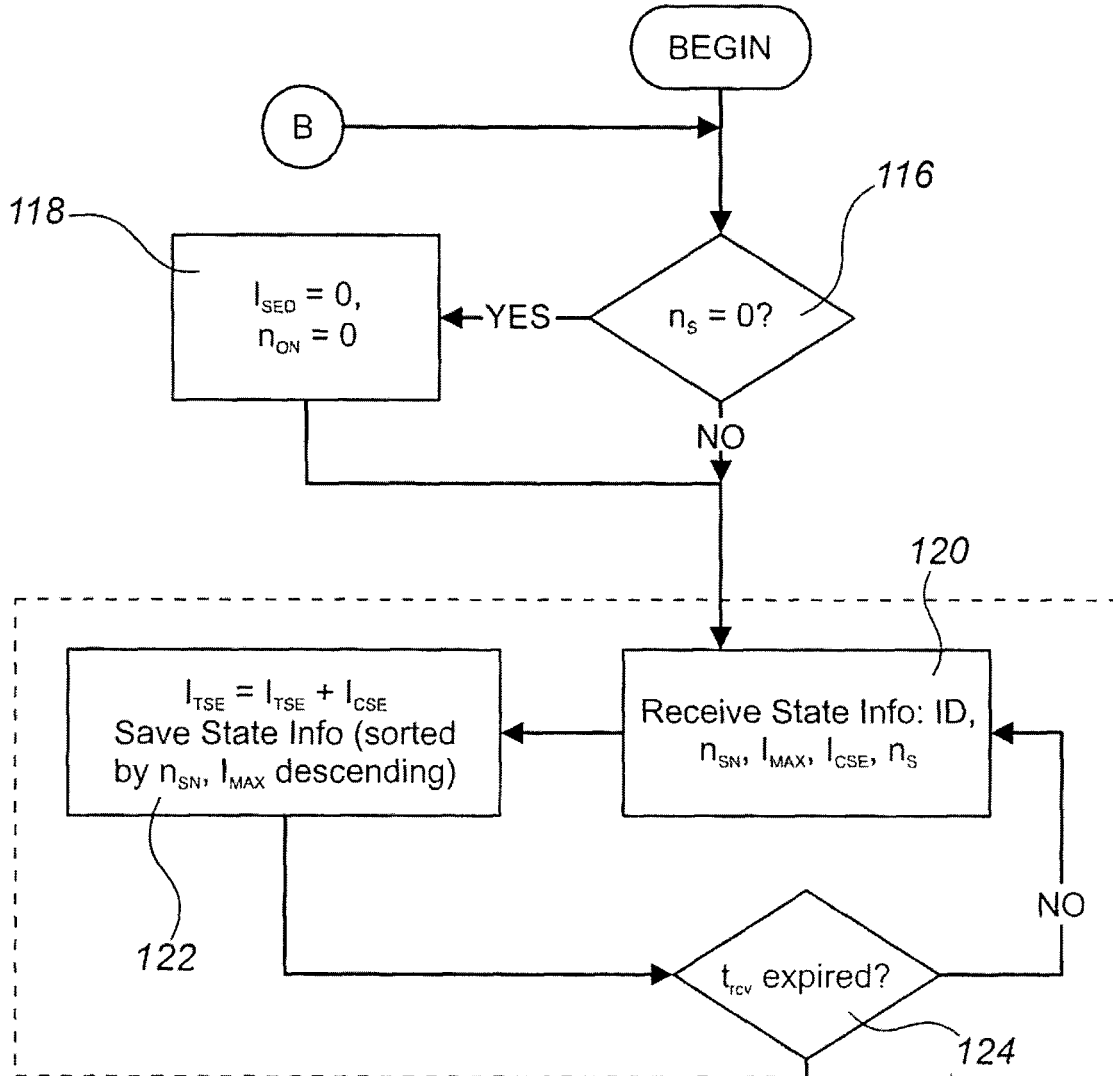 BEGIN
B
116
118
I_SED = 0,
n_ON = 0
YES
n_S = 0?
NO
120
I_TSE = I_TSE + I_CSE
Save State Info (sorted
by n_SN, I_MAX descending)
Receive State Info: ID,
n_SN, I_MAX, I_CSE, n_S
NO
122
t_rcv expired?
124